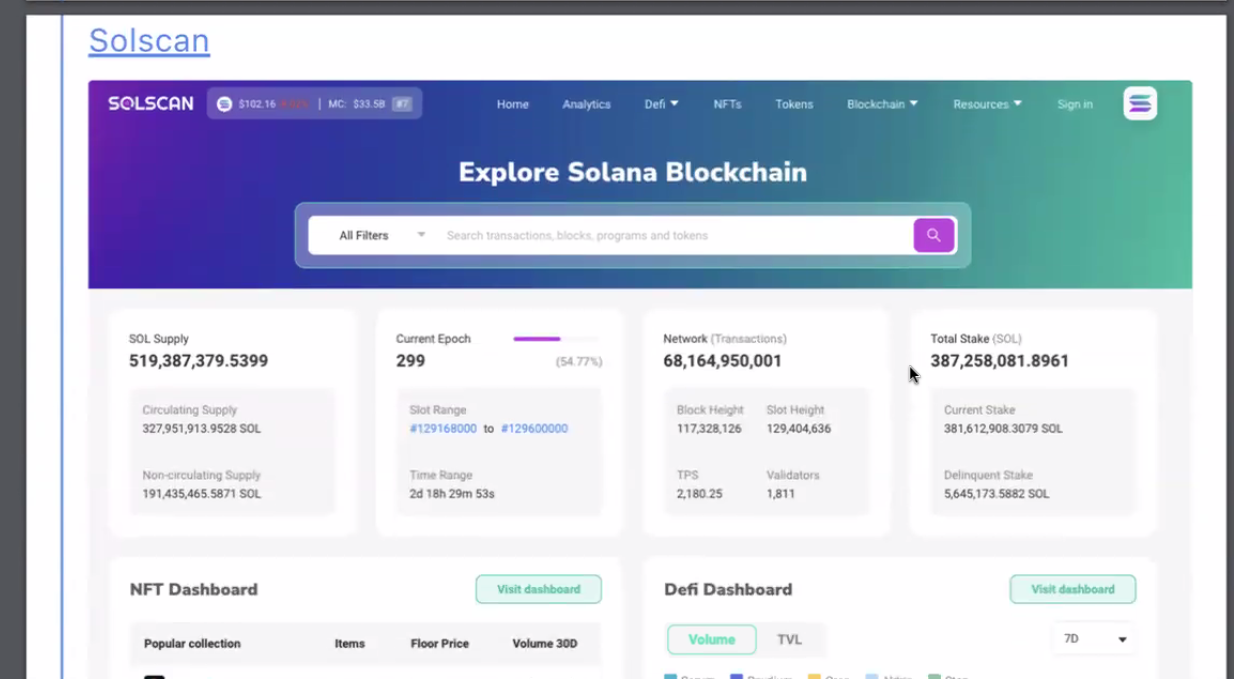 Solscan
SOLSCAN $102.16 | MC: $33.5B #7 Home Analytics Defi NFTs Tokens Blockchain Resources Sign in
Explore Solana Blockchain
All Filters Search transactions, blocks, programs and tokens
SOL Supply
519,387,379.5399
Circulating Supply
327,951,913.9528 SOL
Non-circulating Supply
191,435,465.5871 SOL
Current Epoch
299 (54.77%)
Slot Range
#129168000 to #129600000
Time Range
2d 18h 29m 53s
Network (Transactions)
68,164,950,001
Block Height Slot Height
117,328,126 129,404,636
TPS Validators
2,180.25 1,811
Total Stake (SOL)
387,258,081.8961
Current Stake
381,612,908.3079 SOL
Delinquent Stake
5,645,173.5882 SOL
NFT Dashboard Visit dashboard
Popular collection Items Floor Price Volume 30D
Defi Dashboard Visit dashboard
Volume TVL 7D